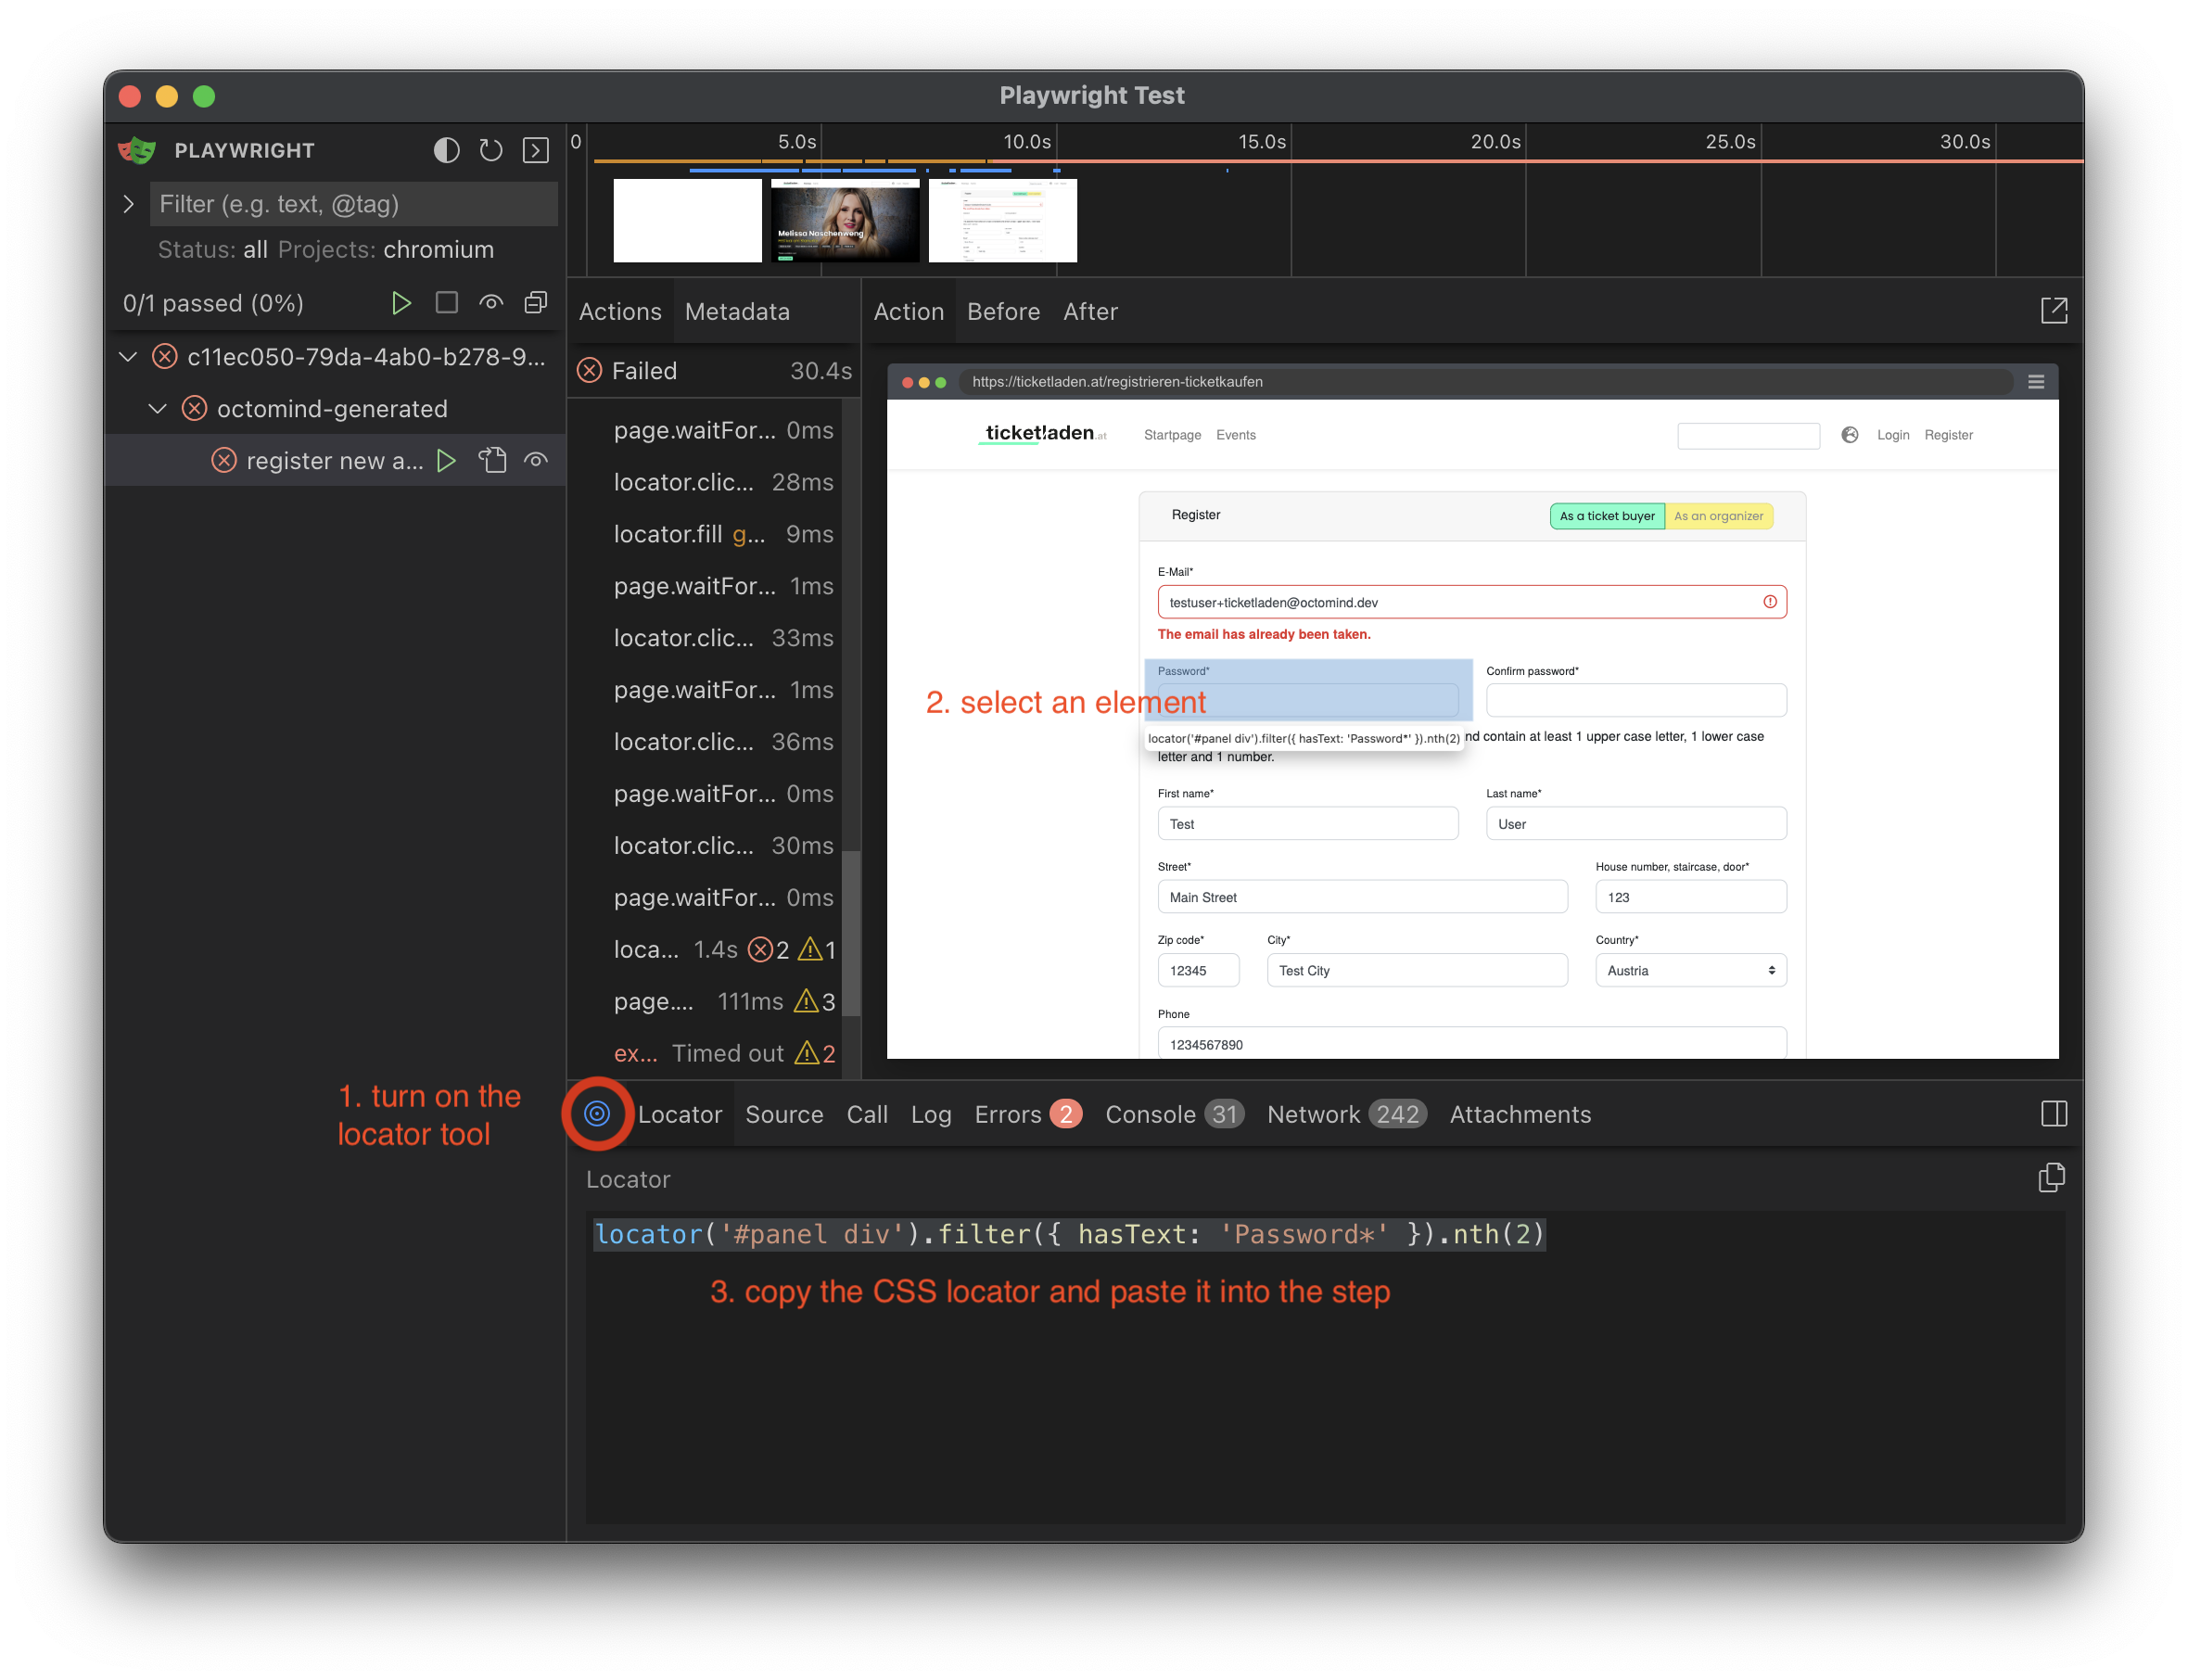 Playwright Test
PLAYWRIGHT
Filter (e.g. text, @tag)
Status: all Projects: chromium
0/1 passed (0%)
c11ec050-79da-4ab0-b278-9...
octomind-generated
register new a...
0
5.0s
10.0s
15.0s
20.0s
25.0s
30.0s
Melissa Naschenweng
Actions Metadata
Failed 30.4s
page.waitFor... 0ms
locator.clic... 28ms
locator.fill g... 9ms
page.waitFor... 1ms
locator.clic... 33ms
page.waitFor... 1ms
locator.clic... 36ms
page.waitFor... 0ms
locator.clic... 30ms
page.waitFor... 0ms
loca... 1.4s 2 1
page.... 111ms 3
ex... Timed out 2
Action Before After
https://ticketladen.at/registrieren-ticketkaufen
ticketladen.at Startpage Events Login Register
Register As a ticket buyer As an organizer
E-Mail*
testuser+ticketladen@octomind.dev
The email has already been taken.
Password* Confirm password*
2. select an element
locator('#panel div').filter({ hasText: 'Password*' }).nth(2) nd contain at least 1 upper case letter, 1 lower case
letter and 1 number.
First name* Last name*
Test User
Street* House number, staircase, door*
Main Street 123
Zip code* City* Country*
12345 Test City Austria
Phone
1234567890
1. turn on the
locator tool
Locator Source Call Log Errors 2 Console 31 Network 242 Attachments
Locator
locator('#panel div').filter({ hasText: 'Password*' }).nth(2)
3. copy the CSS locator and paste it into the step